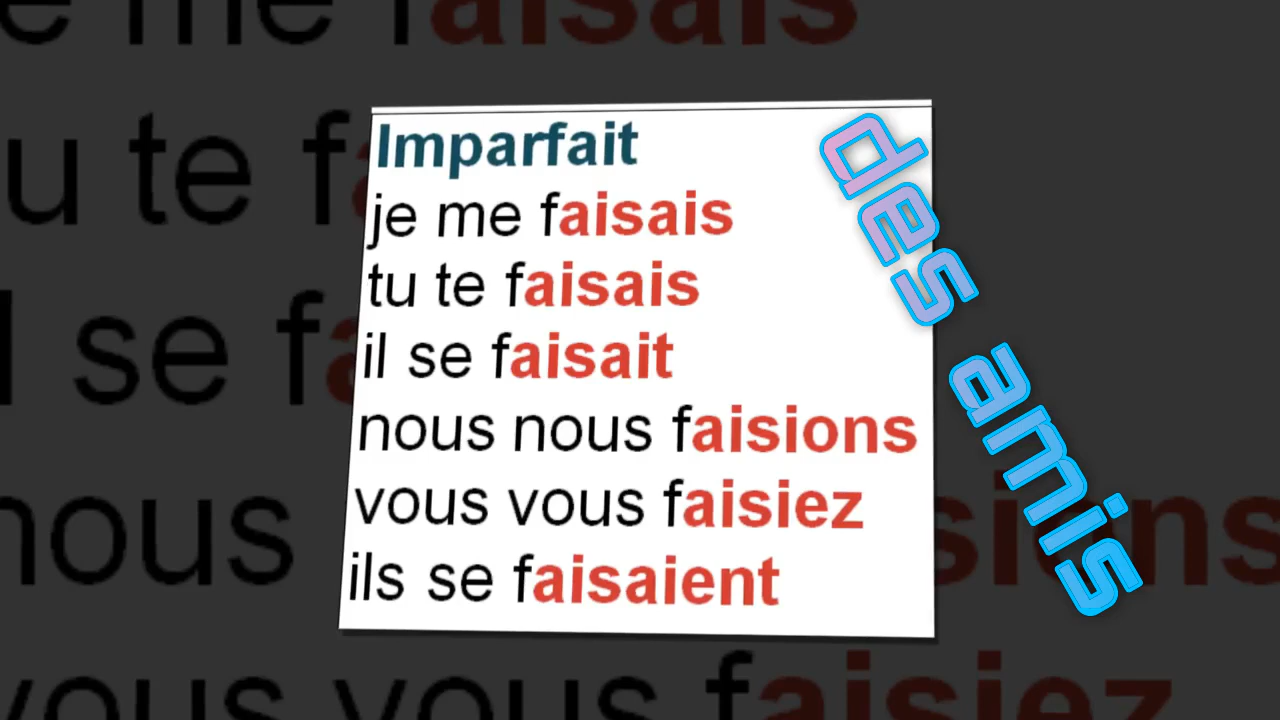 Imparfait
je me faisais
tu te faisais
il se faisait
nous nous faisions
vous vous faisiez
ils se faisaient
des amis